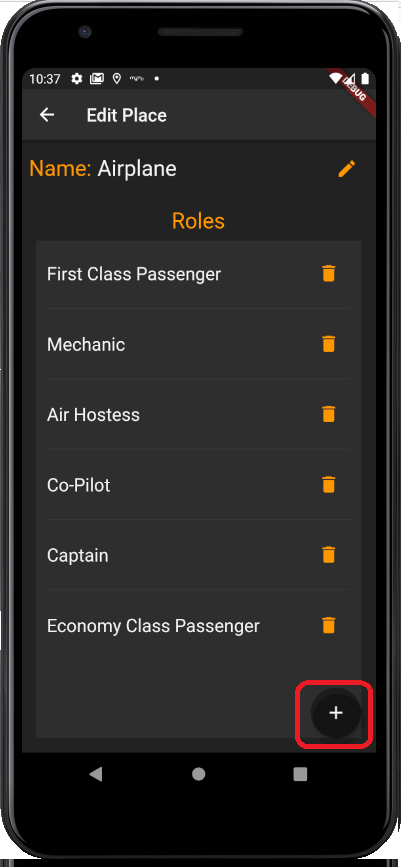 10:37
DEBUG
Edit Place
Name: Airplane
Roles
First Class Passenger
Mechanic
Air Hostess
Co-Pilot
Captain
Economy Class Passenger
+